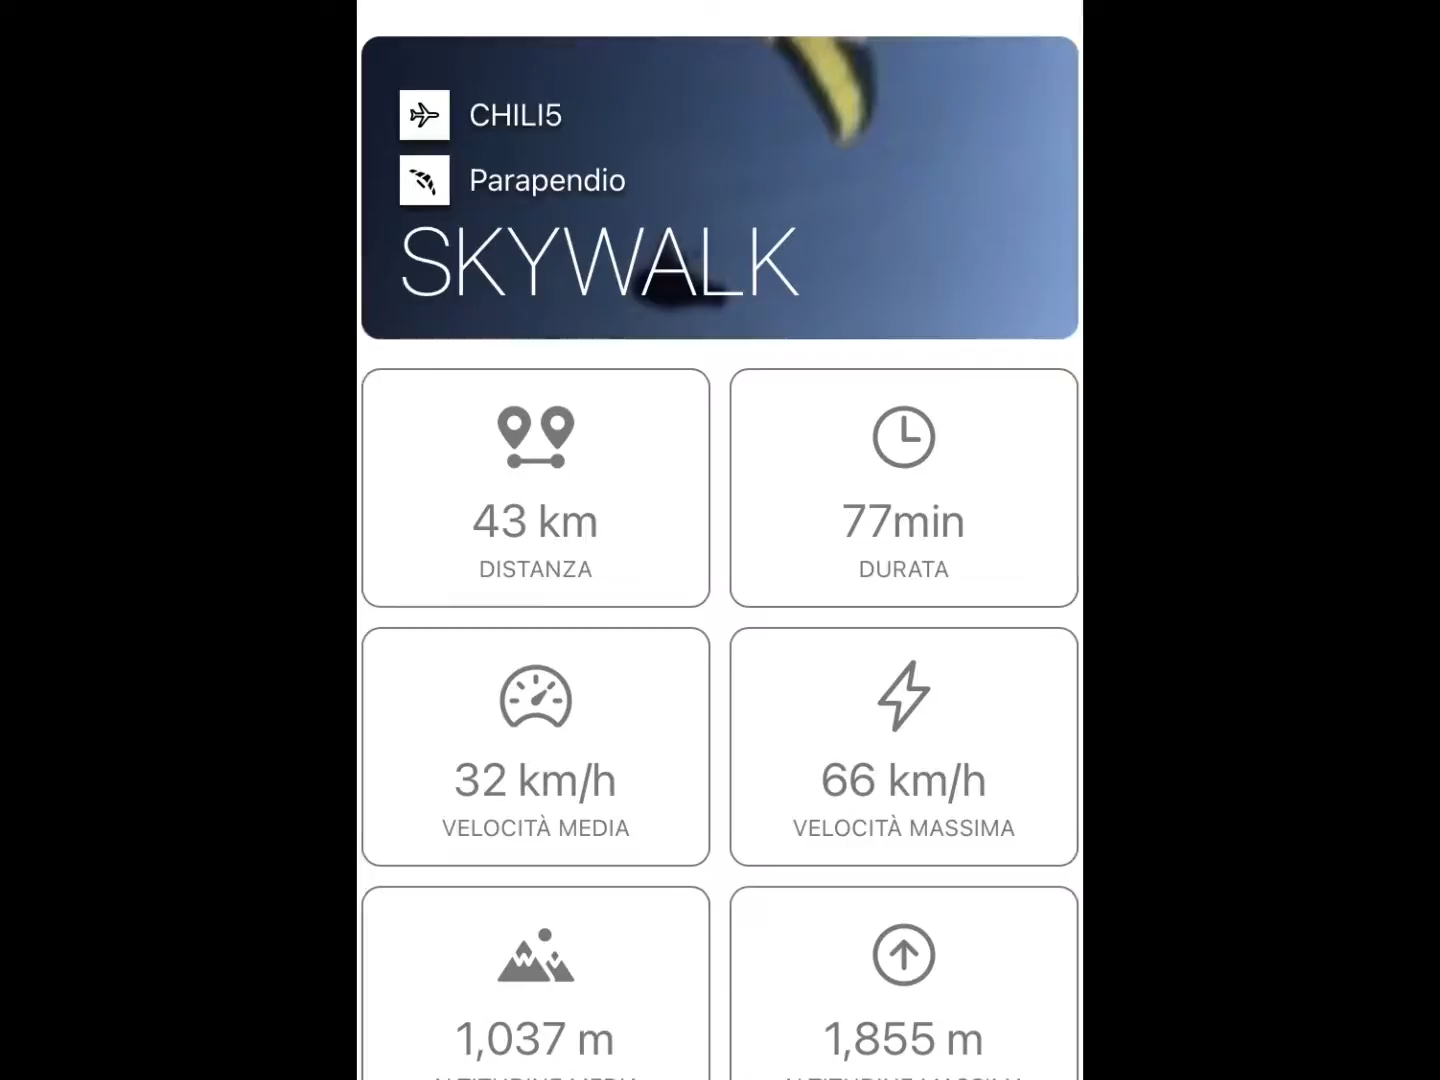 CHILI5
Parapendio
SKYWALK
43 km
DISTANZA
77min
DURATA
32 km/h
VELOCITÀ MEDIA
66 km/h
VELOCITÀ MASSIMA
1,037 m
1,855 m